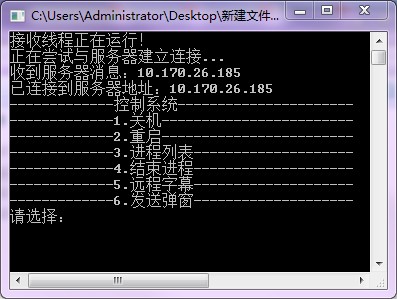 C:\Users\Administrator\Desktop\新建文件...
接收线程正在运行!
正在尝试与服务器建立连接...
收到服务器消息: 10.170.26.185
已连接到服务器地址: 10.170.26.185
-------------控制系统----------------------
-------------1.关机------------------------
-------------2.重启------------------------
-------------3.进程列表--------------------
-------------4.结束进程--------------------
-------------5.远程字幕--------------------
-------------6.发送弹窗--------------------
请选择: